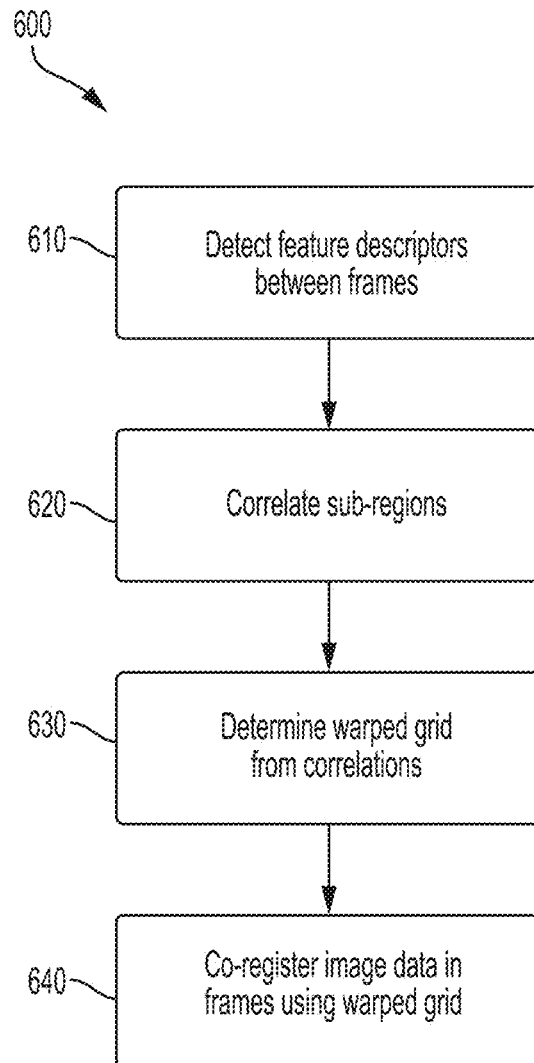 600
610
Detect feature descriptors
between frames
620
Correlate sub-regions
630
Determine warped grid
from correlations
640
Co-register image data in
frames using warped grid